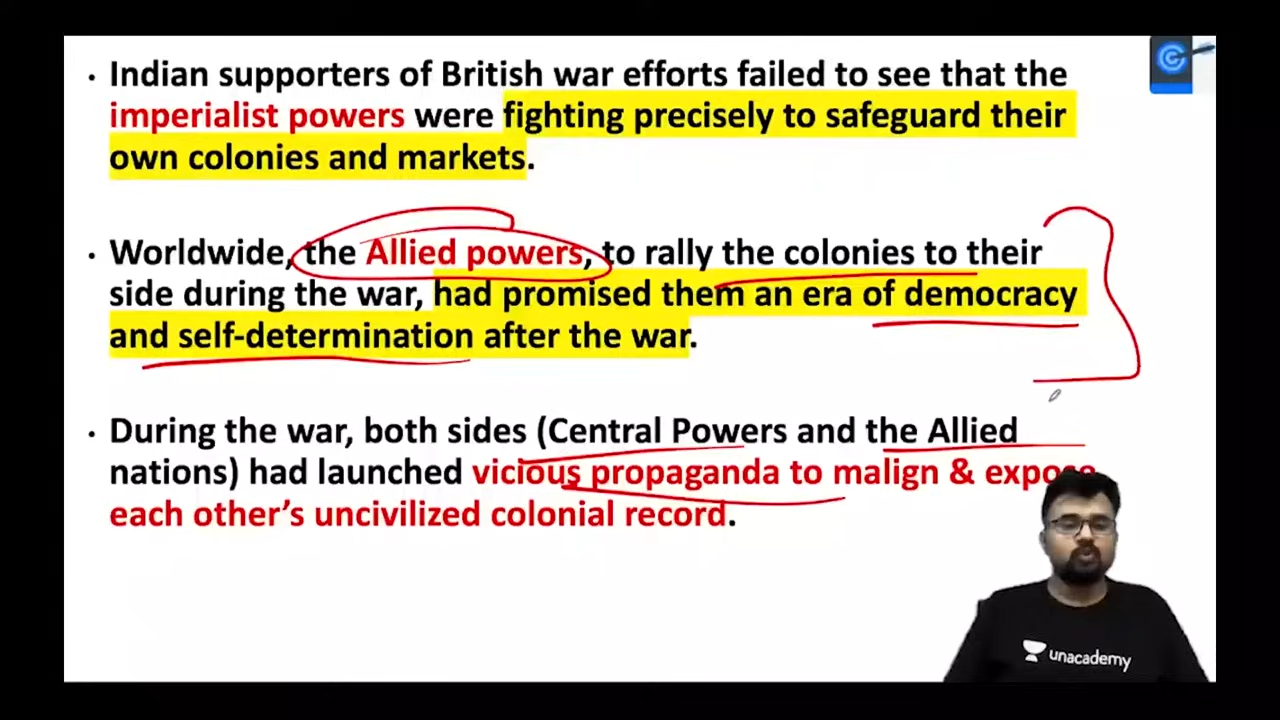 • Indian supporters of British war efforts failed to see that the
imperialist powers were fighting precisely to safeguard their
own colonies and markets.
• Worldwide, the Allied powers, to rally the colonies to their
side during the war, had promised them an era of democracy
and self-determination after the war.
• During the war, both sides (Central Powers and the Allied
nations) had launched vicious propaganda to malign & expose
each other’s uncivilized colonial record.
unacademy